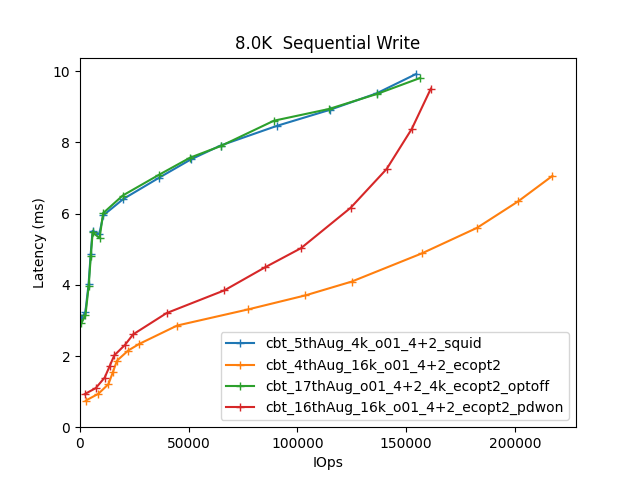 8.0K  Sequential Write
Latency (ms)
10
8
6
4
2
0
0
50000
100000
150000
200000
IOps
cbt_5thAug_4k_o01_4+2_squid
cbt_4thAug_16k_o01_4+2_ecopt2
cbt_17thAug_o01_4+2_4k_ecopt2_optoff
cbt_16thAug_16k_o01_4+2_ecopt2_pdwon